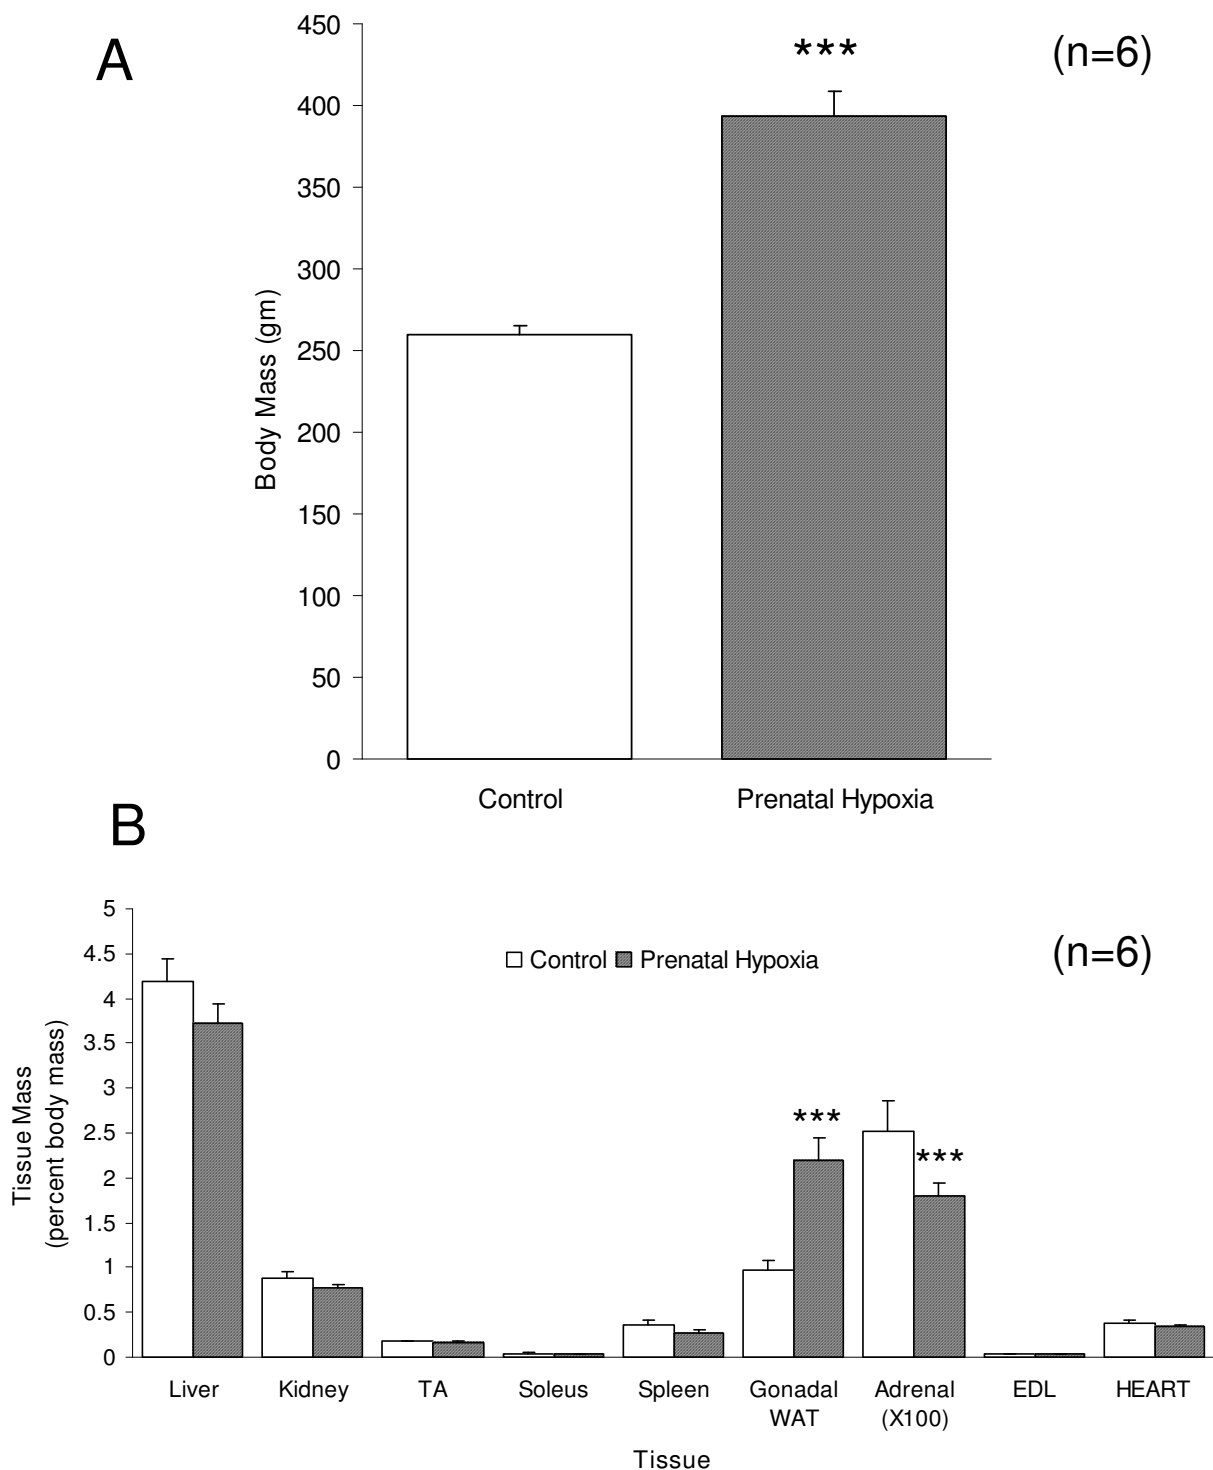 A
(n=6)
***
450
400
350
300
250
200
150
100
50
0
Body Mass (gm)
Control
Prenatal Hypoxia
B
(n=6)
Control
Prenatal Hypoxia
5
4.5
4
3.5
3
2.5
2
1.5
1
0.5
0
Tissue Mass
(percent body mass)
***
***
Liver
Kidney
TA
Soleus
Spleen
Gonadal
WAT
Adrenal
(X100)
EDL
HEART
Tissue